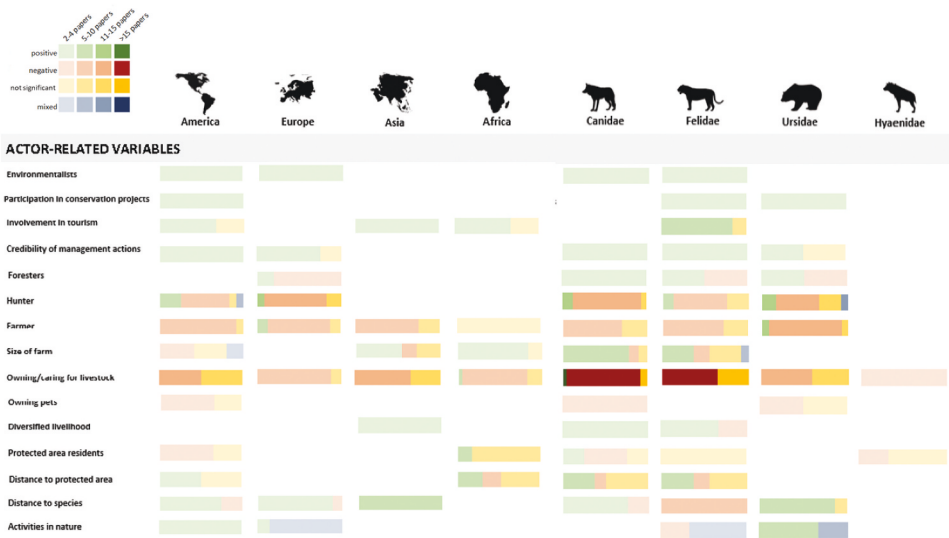 2-4 papers
5-10 papers
11-15 papers
>15 papers
positive
negative
not significant
mixed
America
Europe
Asia
Africa
Canidae
Felidae
Ursidae
Hyaenidae
ACTOR-RELATED VARIABLES
Environmentalists
Participation in conservation projects
Involvement in tourism
Credibility of management actions
Foresters
Hunter
Farmer
Size of farm
Owning/caring for livestock
Owning pets
Diversified livelihood
Protected area residents
Distance to protected area
Distance to species
Activities in nature